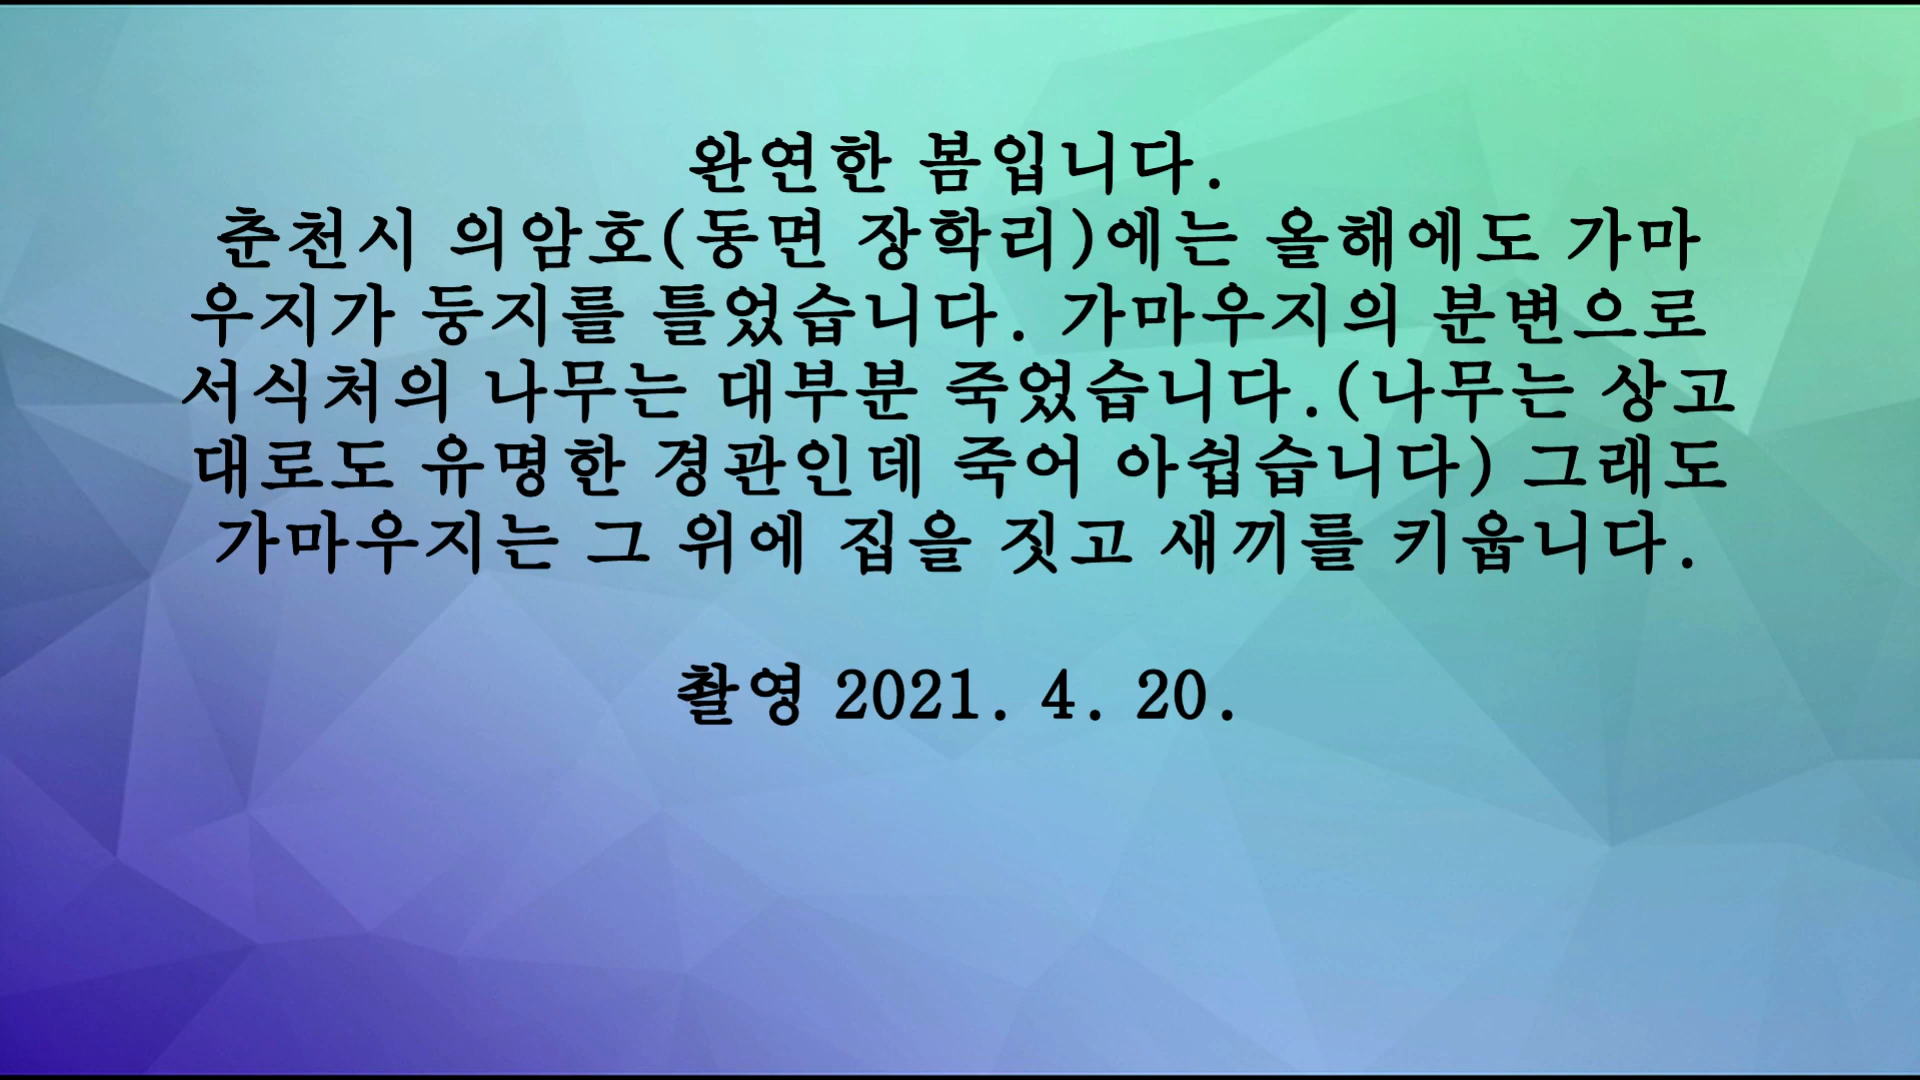 완연한 봄입니다.
춘천시 의암호(동면 장학리)에는 올해에도 가마
우지가 둥지를 틀었습니다. 가마우지의 분변으로
서식처의 나무는 대부분 죽었습니다.(나무는 상고
대로도 유명한 경관인데 죽어 아쉽습니다) 그래도
가마우지는 그 위에 집을 짓고 새끼를 키웁니다.
촬영 2021. 4. 20.